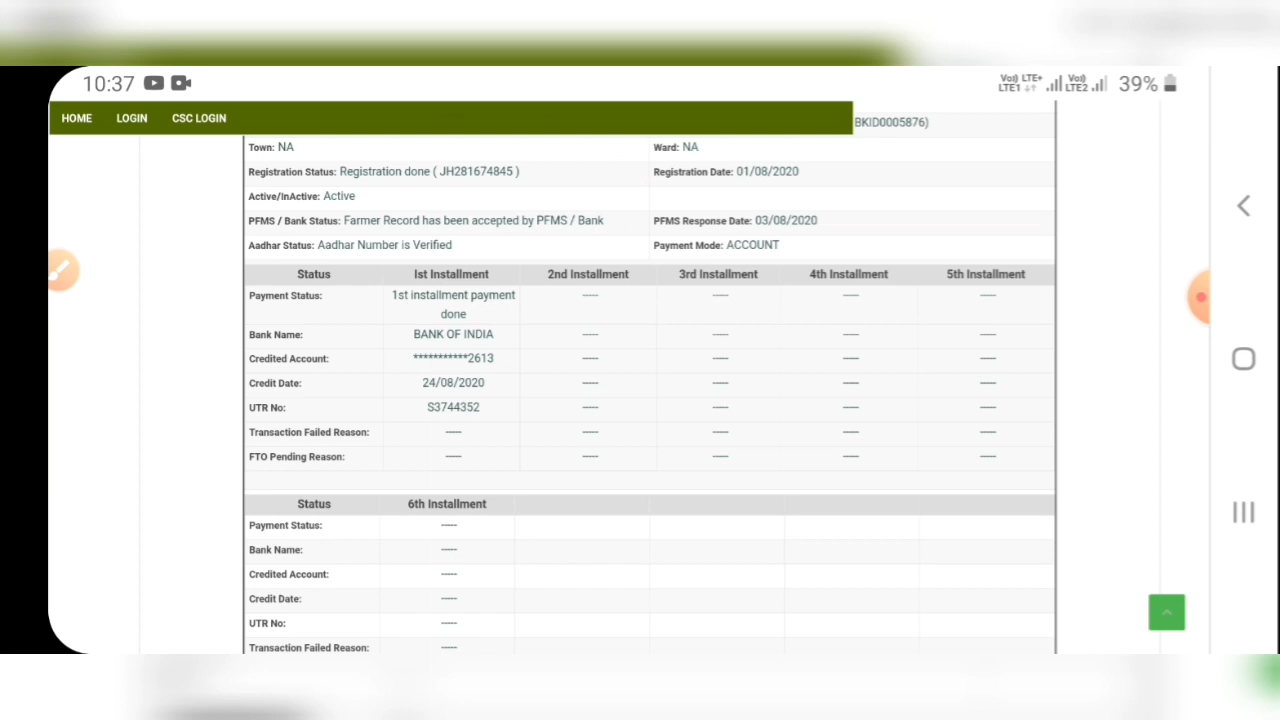 10:37 Vo)) LTE+ LTE1 Vo)) LTE2 39%
HOME LOGIN CSC LOGIN
BKID0005876)
Town: NA Ward: NA
Registration Status: Registration done ( JH281674845 ) Registration Date: 01/08/2020
Active/InActive: Active
PFMS / Bank Status: Farmer Record has been accepted by PFMS / Bank PFMS Response Date: 03/08/2020
Aadhar Status: Aadhar Number is Verified Payment Mode: ACCOUNT
Status Ist Installment 2nd Installment 3rd Installment 4th Installment 5th Installment
Payment Status: 1st installment payment ----- ----- ----- -----
done
Bank Name: BANK OF INDIA ----- ----- ----- -----
Credited Account: ***********2613 ----- ----- ----- -----
Credit Date: 24/08/2020 ----- ----- ----- -----
UTR No: S3744352 ----- ----- ----- -----
Transaction Failed Reason: ----- ----- ----- ----- -----
FTO Pending Reason: ----- ----- ----- ----- -----
Status 6th Installment
Payment Status: -----
Bank Name: -----
Credited Account: -----
Credit Date: -----
UTR No: -----
Transaction Failed Reason: -----